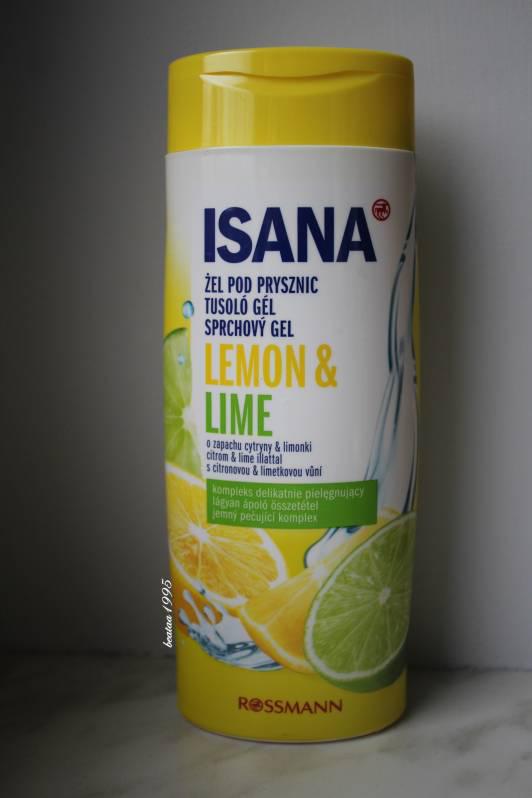 ISANA
ŻEL POD PRYSZNIC
TUSOLÓ GÉL
SPRCHOVÝ GEL
LEMON &
LIME
o zapachu cytryny & limonki
citrom & lime illattal
s citronovou & limetkovou vůní
kompleks delikatnie pielęgnujący
lágyan ápoló összetétel
jemný pečující komplex
beataa1995
ROSSMANN